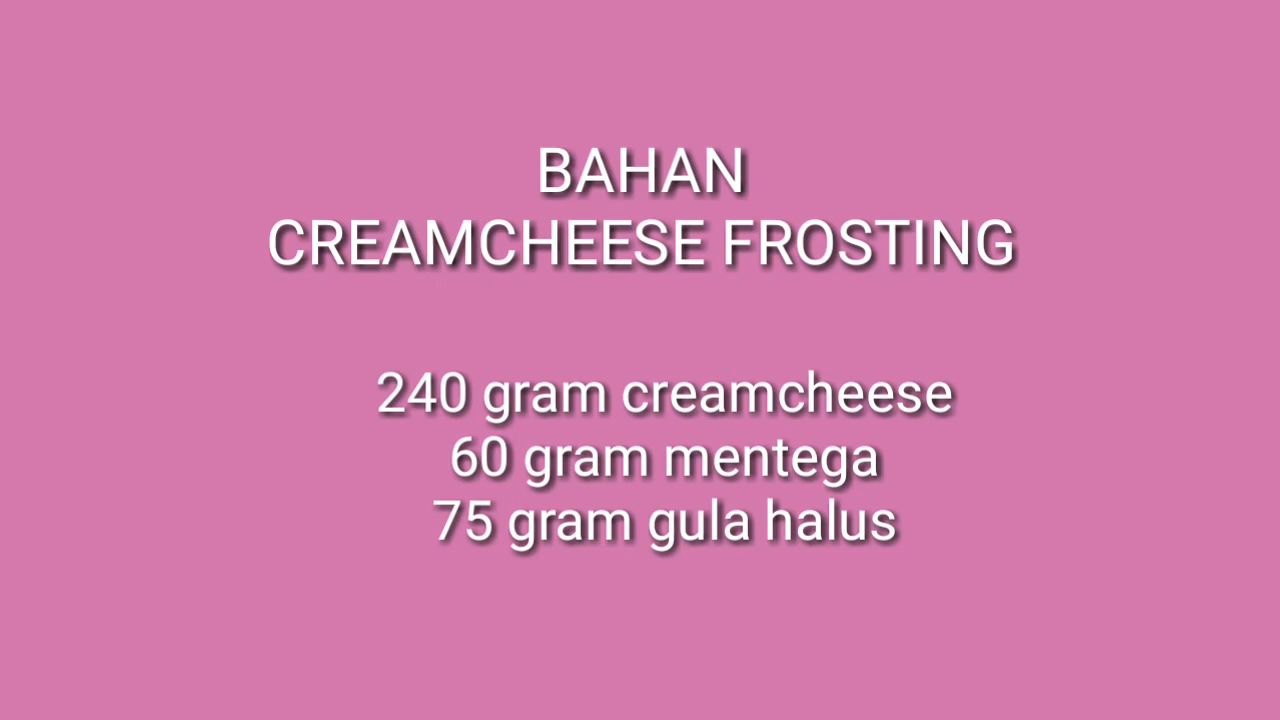 BAHAN
CREAMCHEESE FROSTING
240 gram creamcheese
60 gram mentega
75 gram gula halus